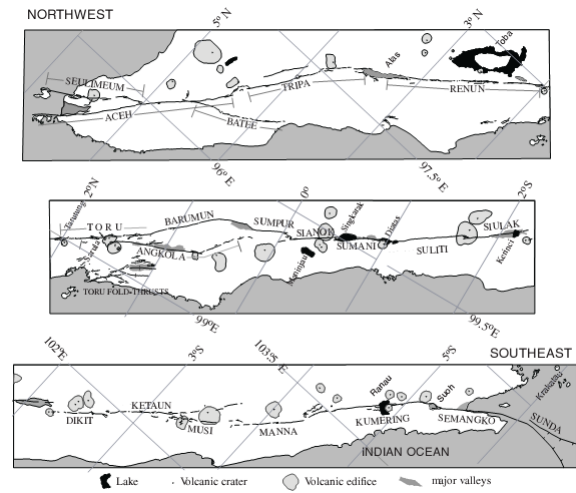 NORTHWEST
5° N
3° N
Toba
Alas
SEULIMEUM
TRIPA
RENUN
ACEH
BATEE
96° E
97.5° E
2°N
0°
2°S
Tarutung
Singkarak
Diatas
TORU
BARUMUN
SUMPUR
SIANOK
SIULAK
ANGKOLA
SUMANI
SULITI
Kerinci
Maninjau
TORU FOLD-THRUSTS
99°E
99.5°E
SOUTHEAST
102°E
3°S
103.5°E
5°S
Ranau
Suoh
Krakatau
KETAUN
DIKIT
MUSI
MANNA
KUMERING
SEMANGKO
SUNDA
INDIAN OCEAN
Lake
Volcanic crater
Volcanic edifice
major valleys